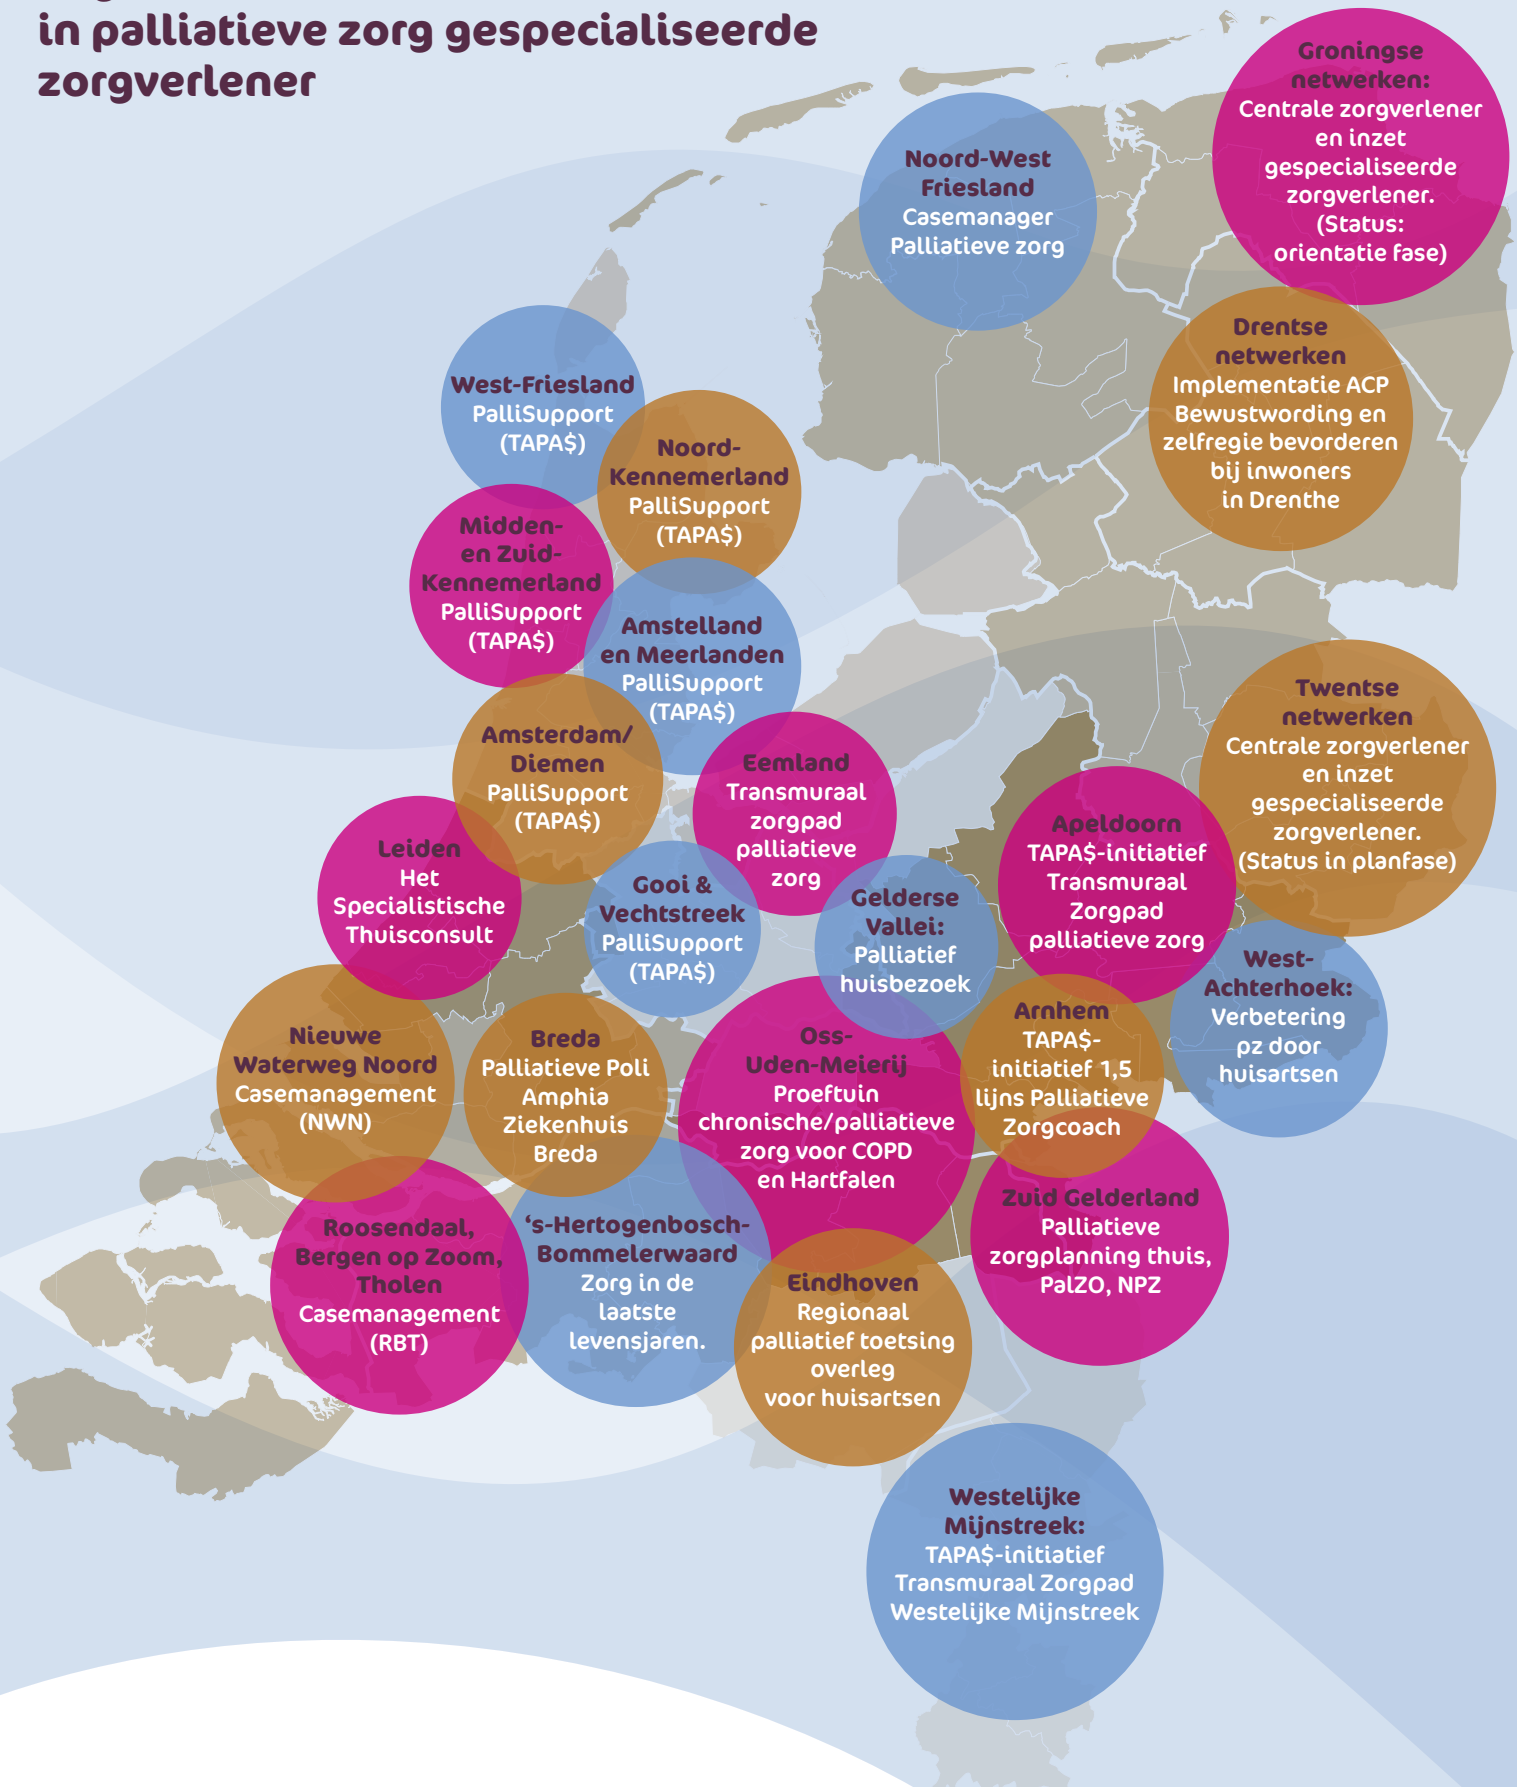 in palliatieve zorg gespecialiseerde
zorgverlener
Groningse
netwerken:
Centrale zorgverlener
en inzet
gespecialiseerde
zorgverlener.
(Status:
orientatie fase)
Noord-West
Friesland
Casemanager
Palliatieve zorg
Drentse
netwerken
Implementatie ACP
Bewustwording en
zelfregie bevorderen
bij inwoners
in Drenthe
West-Friesland
PalliSupport
(TAPA$)
Noord-
Kennemerland
PalliSupport
(TAPA$)
Midden-
en Zuid-
Kennemerland
PalliSupport
(TAPA$)
Amstelland
en Meerlanden
PalliSupport
(TAPA$)
Twentse
netwerken
Centrale zorgverlener
en inzet
gespecialiseerde
zorgverlener.
(Status in planfase)
Amsterdam/
Diemen
PalliSupport
(TAPA$)
Eemland
Transmuraal
zorgpad
palliatieve
zorg
Apeldoorn
TAPA$-initiatief
Transmuraal
Zorgpad
palliatieve zorg
Leiden
Het
Specialistische
Thuisconsult
Gooi &
Vechtstreek
PalliSupport
(TAPA$)
Gelderse
Vallei:
Palliatief
huisbezoek
West-
Achterhoek:
Verbetering
pz door
huisartsen
Nieuwe
Waterweg Noord
Casemanagement
(NWN)
Breda
Palliatieve Poli
Amphia
Ziekenhuis
Breda
Oss-
Uden-Meierij
Proeftuin
chronische/palliatieve
zorg voor COPD
en Hartfalen
Arnhem
TAPA$-
initiatief 1,5
lijns Palliatieve
Zorgcoach
Zuid Gelderland
Palliatieve
zorgplanning thuis,
PalZO, NPZ
Roosendaal,
Bergen op Zoom,
Tholen
Casemanagement
(RBT)
‘s-Hertogenbosch-
Bommelerwaard
Zorg in de
laatste
levensjaren.
Eindhoven
Regionaal
palliatief toetsing
overleg
voor huisartsen
Westelijke
Mijnstreek:
TAPA$-initiatief
Transmuraal Zorgpad
Westelijke Mijnstreek